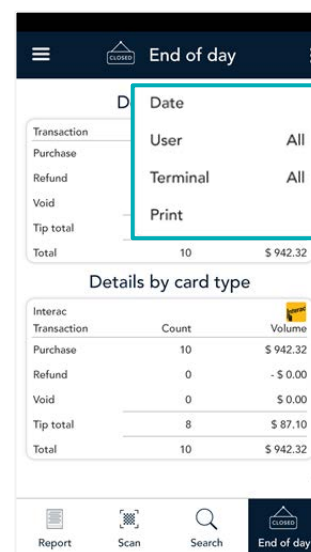 CLOSED End of day
D
Date
User All
Terminal All
Print
Transaction
Purchase
Refund
Void
Tip total
Total 10 $ 942.32
Details by card type
Interac
Transaction Count Volume
Purchase 10 $ 942.32
Refund 0 - $ 0.00
Void 0 $ 0.00
Tip total 8 $ 87.10
Total 10 $ 942.32
Report Scan Search CLOSED End of day